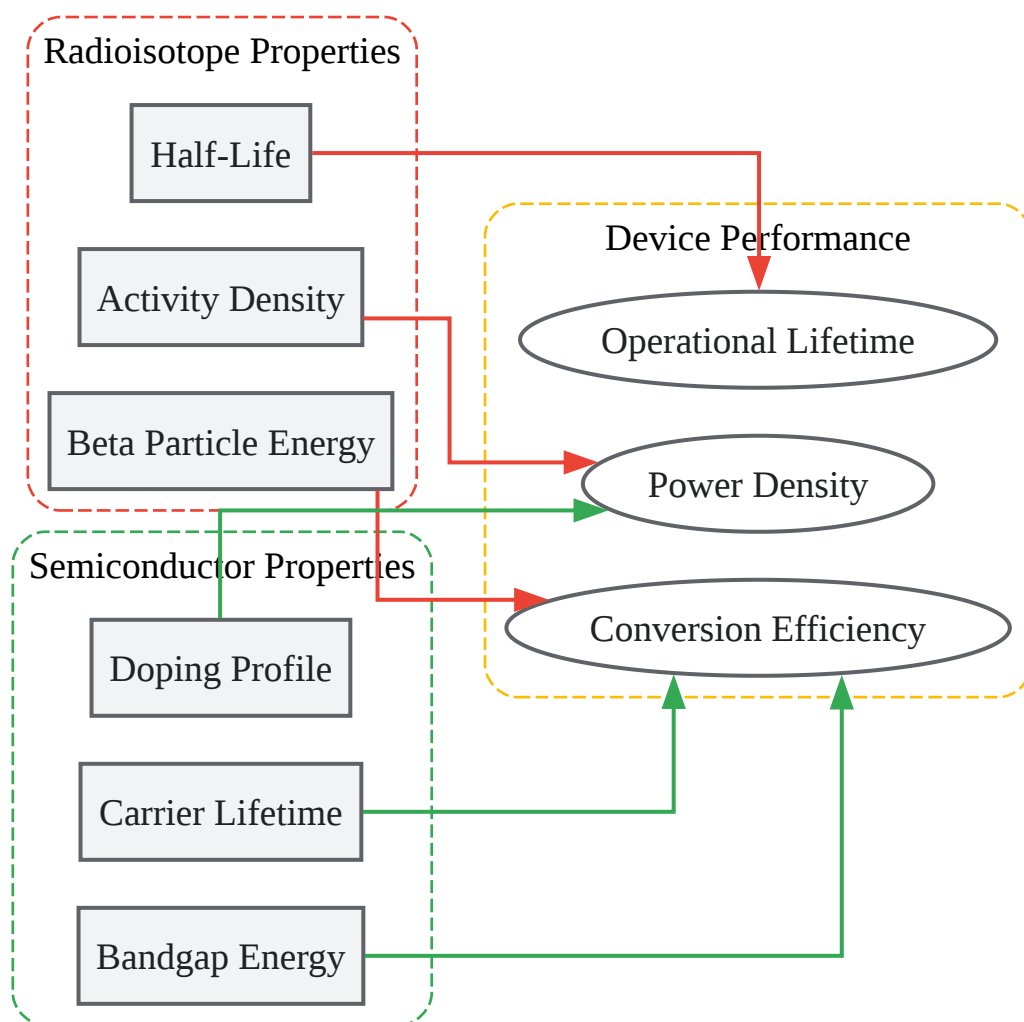 Radioisotope Properties
Half-Life
Activity Density
Beta Particle Energy
Semiconductor Properties
Doping Profile
Carrier Lifetime
Bandgap Energy
Device Performance
Operational Lifetime
Power Density
Conversion Efficiency